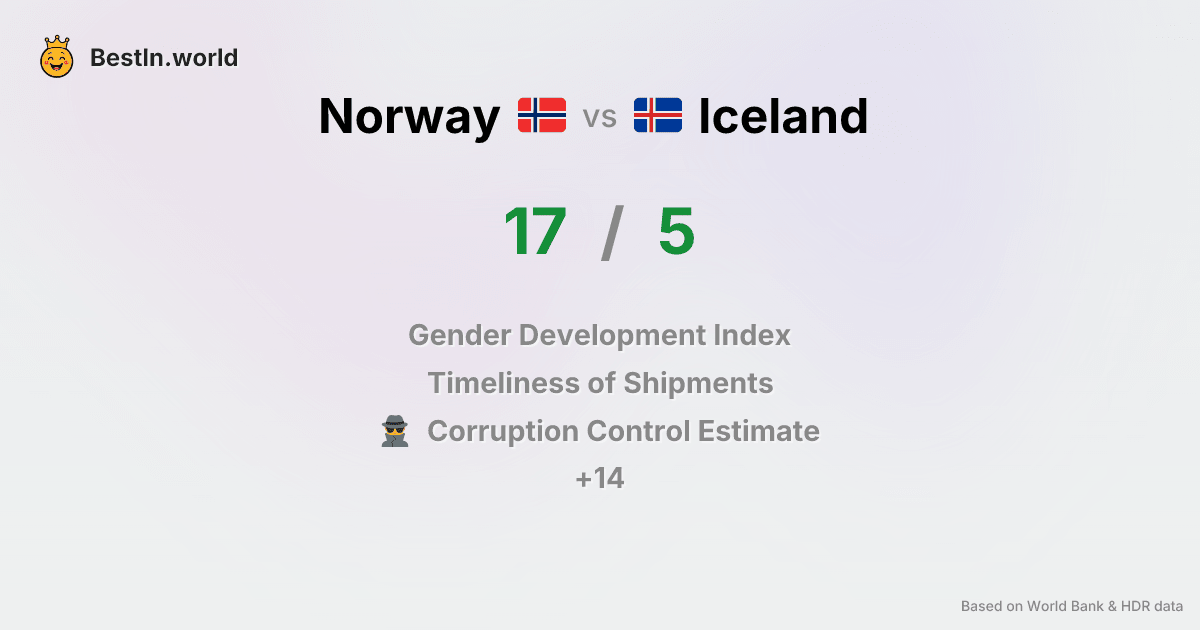 BestIn.world
Norway vs Iceland
17 / 5
Gender Development Index
Timeliness of Shipments
Corruption Control Estimate
+14
Based on World Bank & HDR data